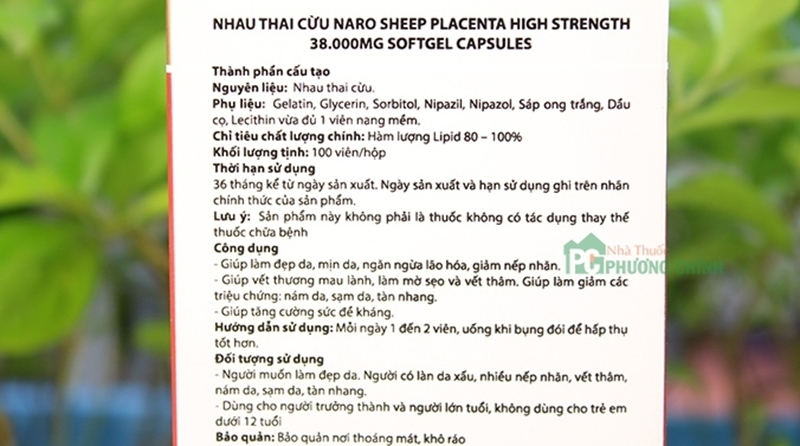 NHAU THAI CỪU NARO SHEEP PLACENTA HIGH STRENGTH
38.000MG SOFTGEL CAPSULES
Thành phần cấu tạo
Nguyên liệu: Nhau thai cừu.
Phụ liệu: Gelatin, Glycerin, Sorbitol, Nipazil, Nipazol, Sáp ong trắng, Dầu
cọ, Lecithin vừa đủ 1 viên nang mềm.
Chỉ tiêu chất lượng chính: Hàm lượng Lipid 80 – 100%
Khối lượng tịnh: 100 viên/hộp
Thời hạn sử dụng
36 tháng kể từ ngày sản xuất. Ngày sản xuất và hạn sử dụng ghi trên nhãn
chính thức của sản phẩm.
Lưu ý: Sản phẩm này không phải là thuốc không có tác dụng thay thế
thuốc chữa bệnh
Công dụng
- Giúp làm đẹp da, mịn da, ngăn ngừa lão hóa, giảm nếp nhăn.
- Giúp vết thương mau lành, làm mờ sẹo và vết thâm. Giúp làm giảm các
triệu chứng: nám da, sạm da, tàn nhang.
- Giúp tăng cường sức đề kháng.
Hướng dẫn sử dụng: Mỗi ngày 1 đến 2 viên, uống khi bụng đói để hấp thụ
tốt hơn.
Đối tượng sử dụng
- Người muốn làm đẹp da. Người có làn da xấu, nhiều nếp nhăn, vết thâm,
nám da, sạm da, tàn nhang.
- Dùng cho người trưởng thành và người lớn tuổi, không dùng cho trẻ em
dưới 12 tuổi
Bảo quản: Bảo quản nơi thoáng mát, khô ráo
Nhà Thuốc
PG PHƯƠNG